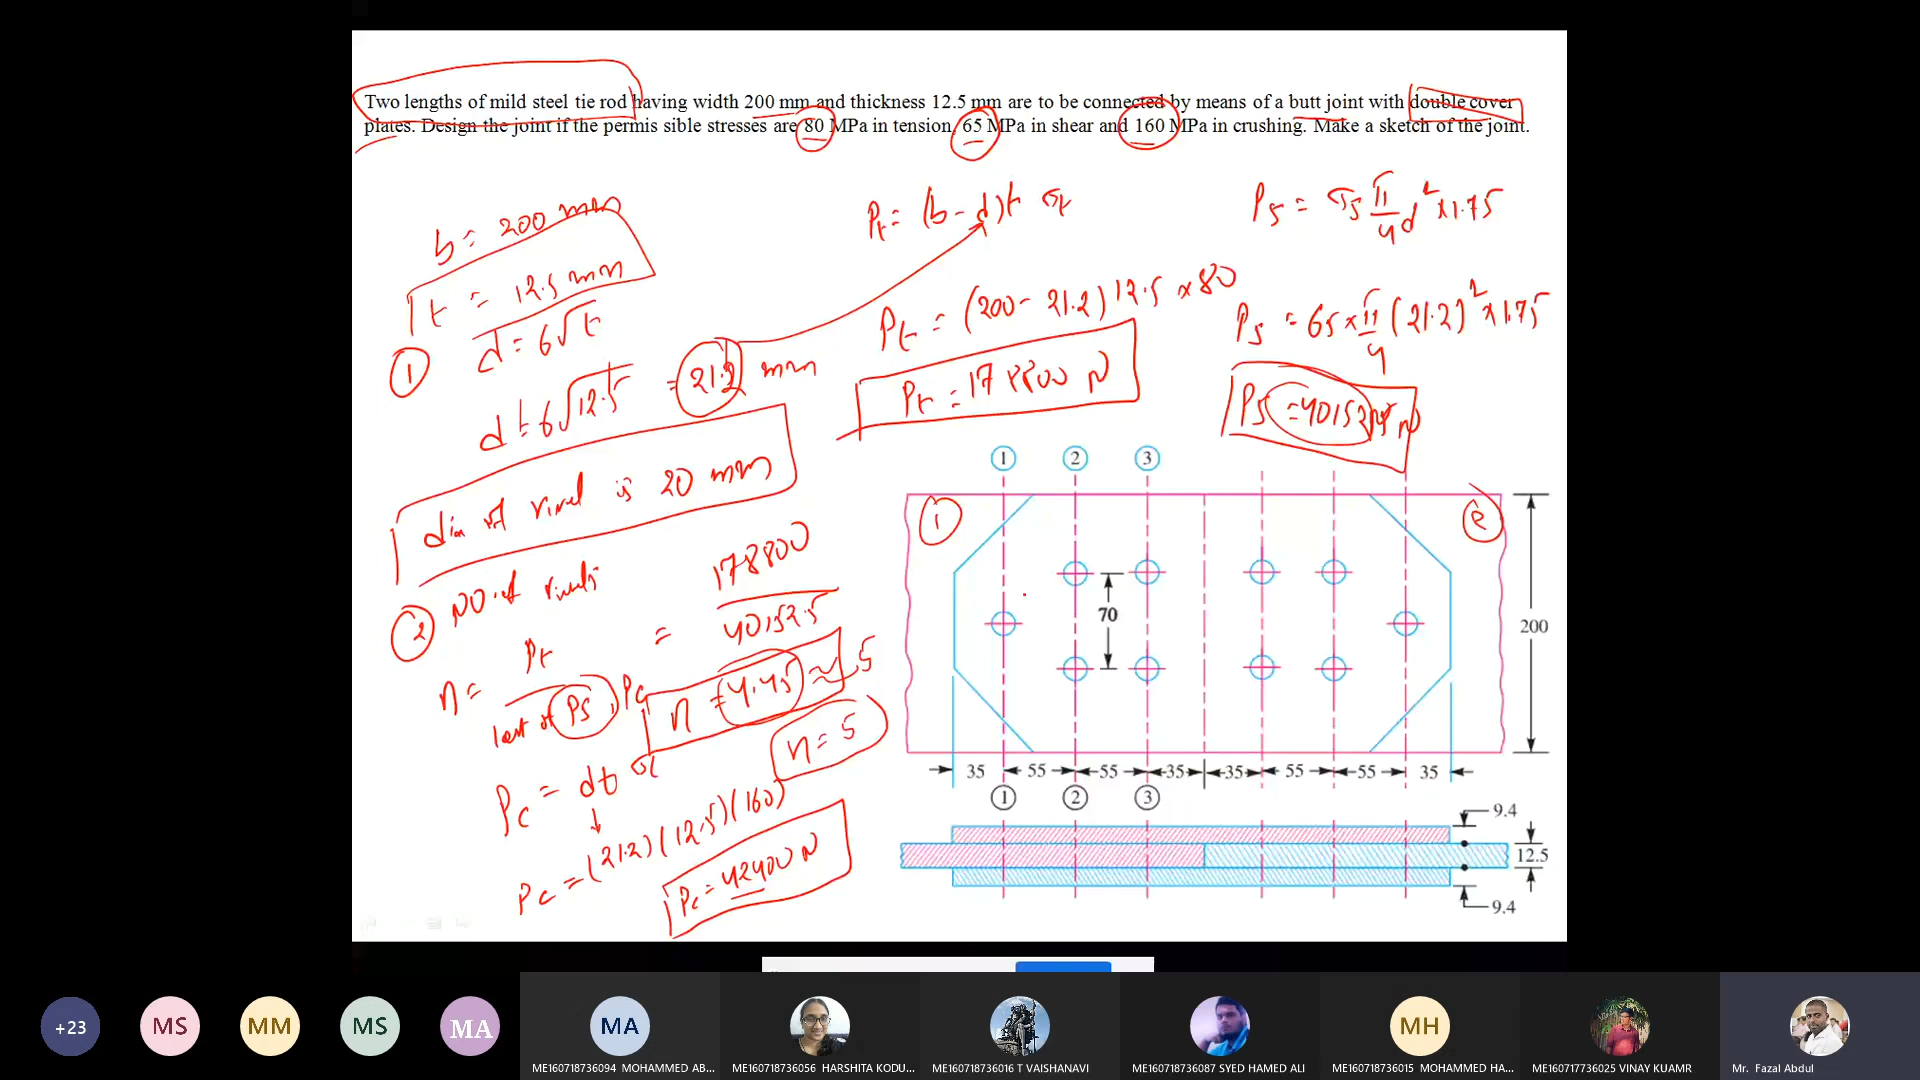 Two lengths of mild steel tie rod having width 200 mm and thickness 12.5 mm are to be connected by means of a butt joint with double cover
plates. Design the joint if the permis sible stresses are 80 MPa in tension, 65 MPa in shear and 160 MPa in crushing. Make a sketch of the joint.
b = 200 mm
t = 12.5 mm
① d = 6√t
d = 6√12.5 = 21.2 mm
dia of rivet is 20 mm
② No. of rivets
n = Pt / least of Ps, Pc = 178800 / 40152.5
n = 4.45 ≈ 5
n = 5
Pc = dt σc
Pc = (21.2)(12.5)(160)
Pc = 42400 N
Pt = (b - d)t σt
Pt = (200 - 21.2) 12.5 × 80
Pt = 178800 N
Ps = π/4 d² × 1.75
Ps = 65 × π/4 (21.2)² × 1.75
Ps = N
1 2 3
① ②
70
200
35 55 55 35 35 55 55 35
1 2 3
9.4
12.5
9.4
+23 MS MM MS MA MA MH
ME160718736094 MOHAMMED AB... ME160718736056 HARSHITA KODU... ME160718736016 T VAISHANAVI ME160718736087 SYED HAMED ALI ME160718736015 MOHAMMED HA... ME160717736025 VINAY KUAMR Mr. Fazal Abdul